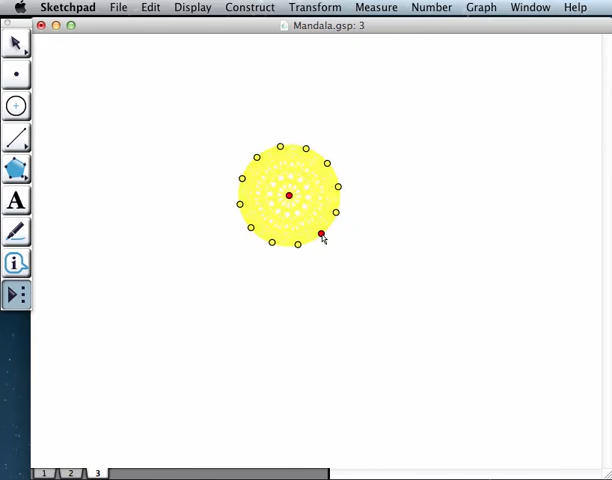 Sketchpad File Edit Display Construct Transform Measure Number Graph Window Help
Mandala.gsp: 3
A
i
1 2 3